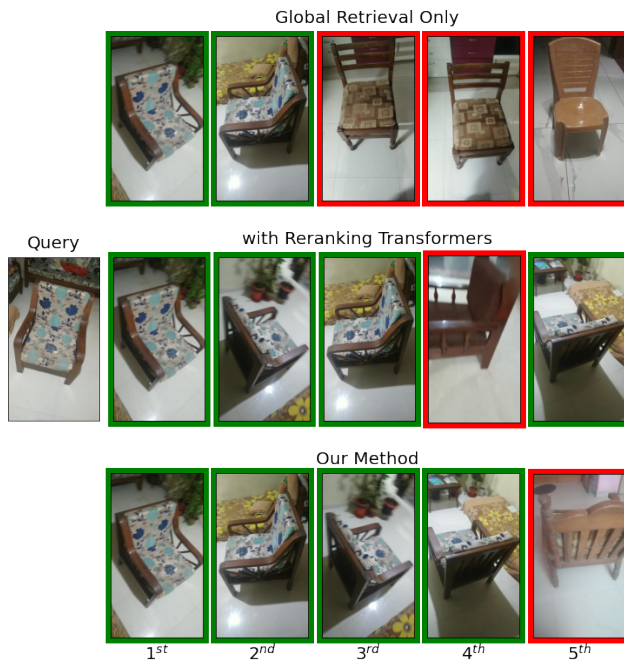 Global Retrieval Only
Query
with Reranking Transformers
Our Method
1st 2nd 3rd 4th 5th